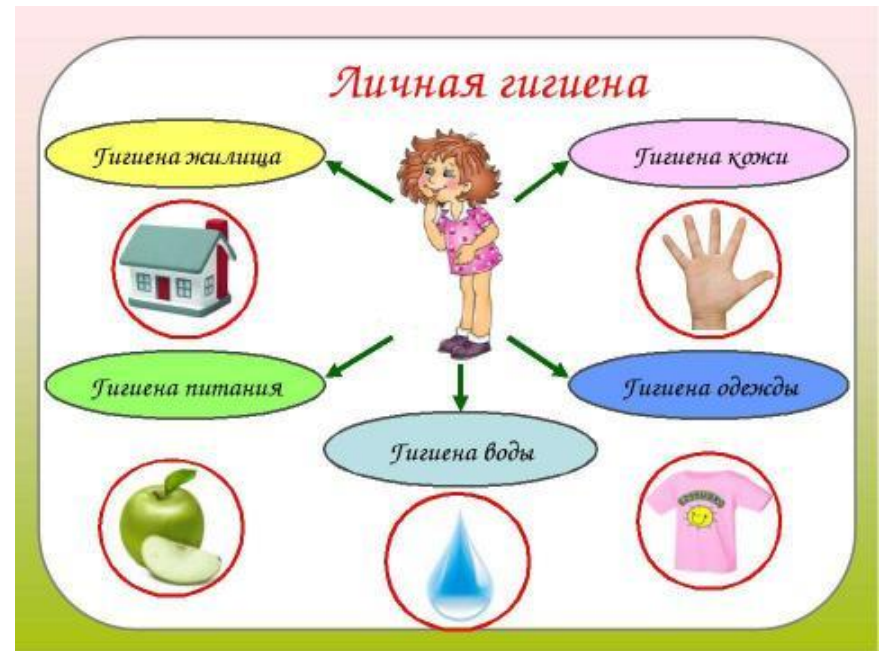 Личная гигиена
Гигиена жилища
Гигиена кожи
Гигиена питания
Гигиена одежды
Гигиена воды